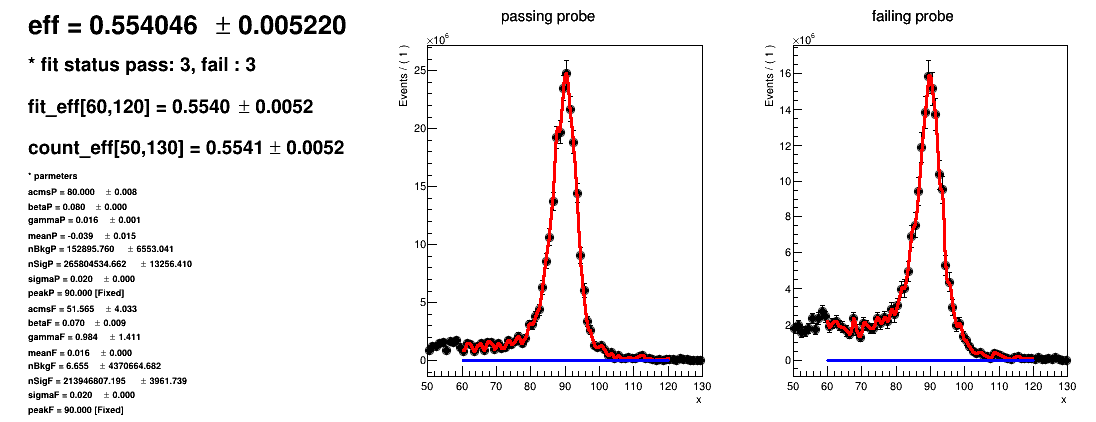 eff = 0.554046 ± 0.005220
* fit status pass: 3, fail : 3
fit_eff[60,120] = 0.5540 ± 0.0052
count_eff[50,130] = 0.5541 ± 0.0052
* parmeters
acmsP = 80.000 ± 0.008
betaP = 0.080 ± 0.000
gammaP = 0.016 ± 0.001
meanP = -0.039 ± 0.015
nBkgP = 152895.760 ± 6553.041
nSigP = 265804534.662 ± 13256.410
sigmaP = 0.020 ± 0.000
peakP = 90.000 [Fixed]
acmsF = 51.565 ± 4.033
betaF = 0.070 ± 0.009
gammaF = 0.984 ± 1.411
meanF = 0.016 ± 0.000
nBkgF = 6.655 ± 4370664.682
nSigF = 213946807.195 ± 3961.739
sigmaF = 0.020 ± 0.000
peakF = 90.000 [Fixed]
passing probe
×10⁶
Events / ( 1 )
25
20
15
10
5
0
50 60 70 80 90 100 110 120 130
x
failing probe
×10⁶
Events / ( 1 )
16
14
12
10
8
6
4
2
0
50 60 70 80 90 100 110 120 130
x